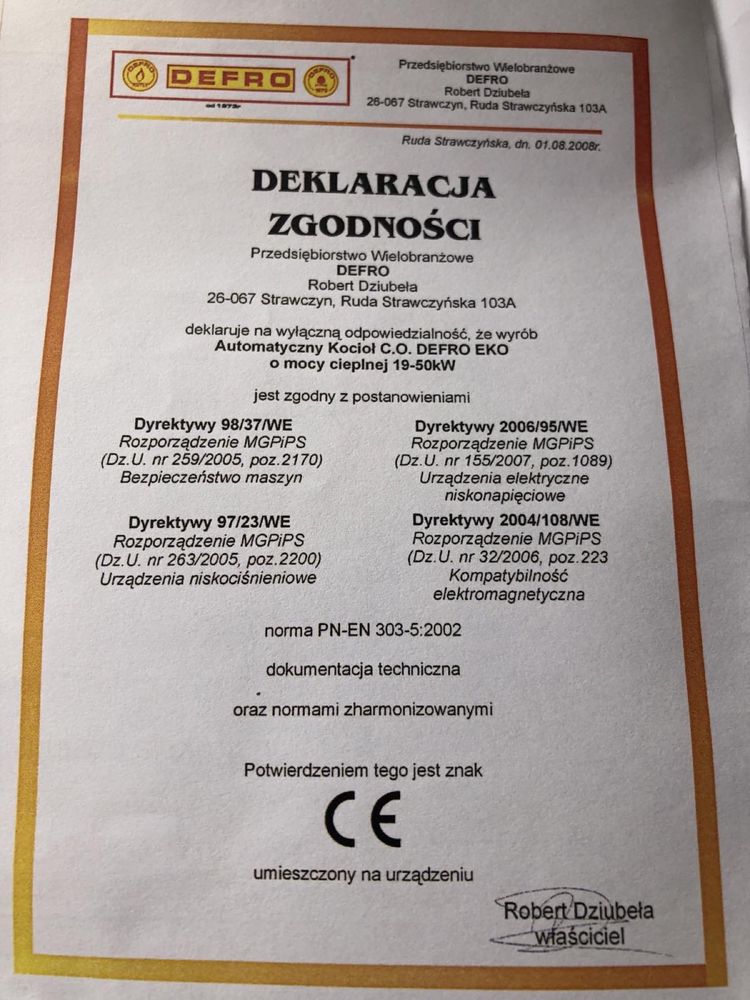 DEFRO
DEFRO
DEFRO
od 1973r
Przedsiębiorstwo Wielobranżowe
DEFRO
Robert Dziubeła
26-067 Strawczyn, Ruda Strawczyńska 103A
Ruda Strawczyńska, dn. 01.08.2008r.
DEKLARACJA
ZGODNOŚCI
Przedsiębiorstwo Wielobranżowe
DEFRO
Robert Dziubeła
26-067 Strawczyn, Ruda Strawczyńska 103A
deklaruje na wyłączną odpowiedzialność, że wyrób
Automatyczny Kocioł C.O. DEFRO EKO
o mocy cieplnej 19-50kW
jest zgodny z postanowieniami
Dyrektywy 98/37/WE
Rozporządzenie MGPiPS
(Dz.U. nr 259/2005, poz.2170)
Bezpieczeństwo maszyn
Dyrektywy 2006/95/WE
Rozporządzenie MGPiPS
(Dz.U. nr 155/2007, poz.1089)
Urządzenia elektryczne
niskonapięciowe
Dyrektywy 97/23/WE
Rozporządzenie MGPiPS
(Dz.U. nr 263/2005, poz.2200)
Urządzenia niskociśnieniowe
Dyrektywy 2004/108/WE
Rozporządzenie MGPiPS
(Dz.U. nr 32/2006, poz.223
Kompatybilność
elektromagnetyczna
norma PN-EN 303-5:2002
dokumentacja techniczna
oraz normami zharmonizowanymi
Potwierdzeniem tego jest znak
CE
umieszczony na urządzeniu
Robert Dziubeła
właściciel